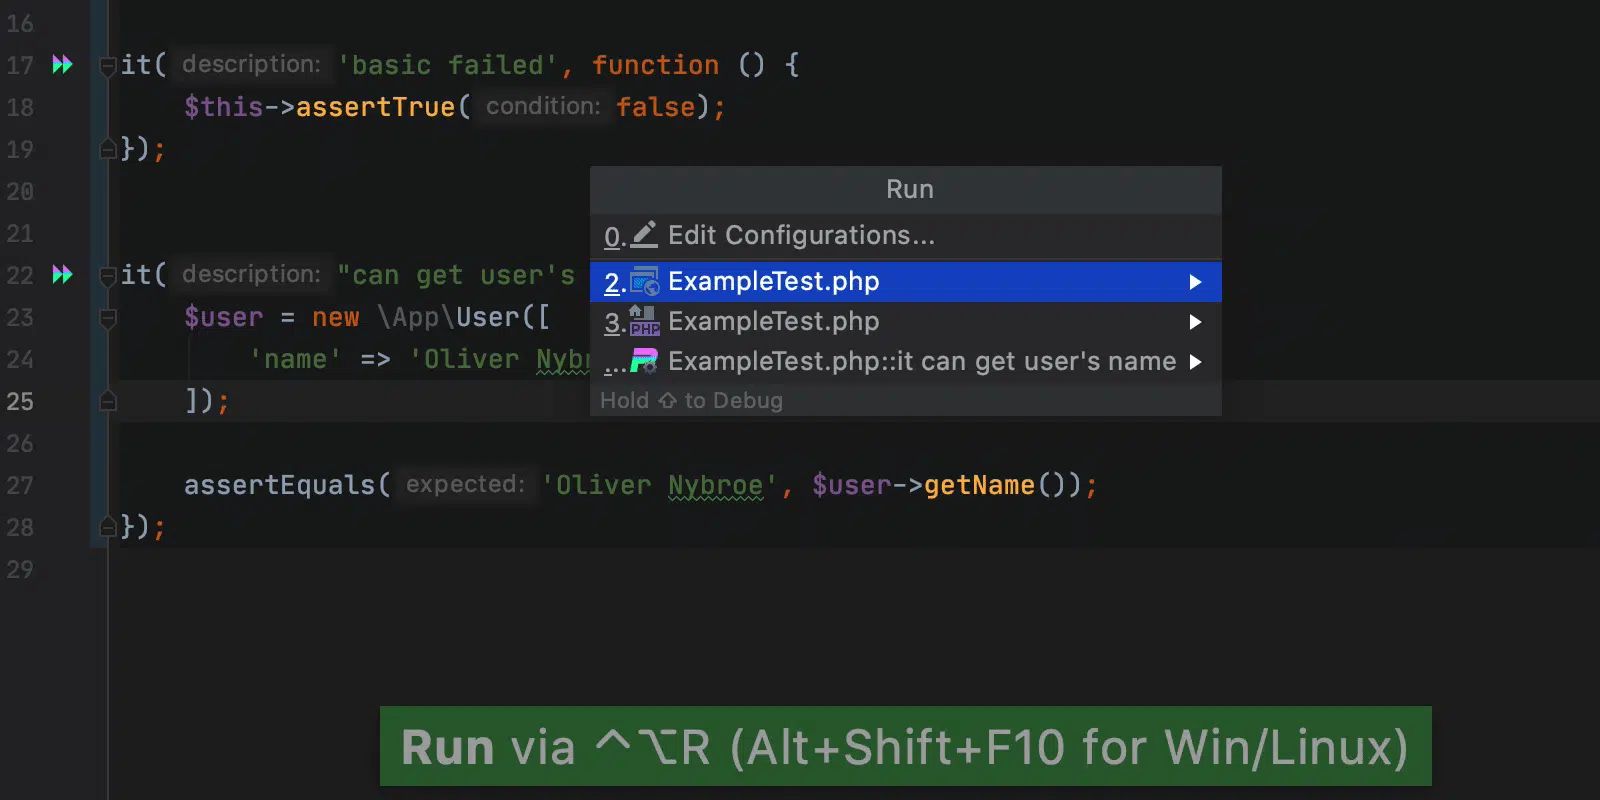 16
17 it( description: 'basic failed', function () {
18 $this->assertTrue( condition: false);
19 });
20
21
22 it( description: "can get user's
23 $user = new \App\User([
24 'name' => 'Oliver Nybr
25 ]);
26
27 assertEquals( expected: 'Oliver Nybroe', $user->getName());
28 });
29
Run
0. Edit Configurations...
2. ExampleTest.php
3. PHP ExampleTest.php
... ExampleTest.php::it can get user's name
Hold ⇧ to Debug
Run via ^⌥R (Alt+Shift+F10 for Win/Linux)